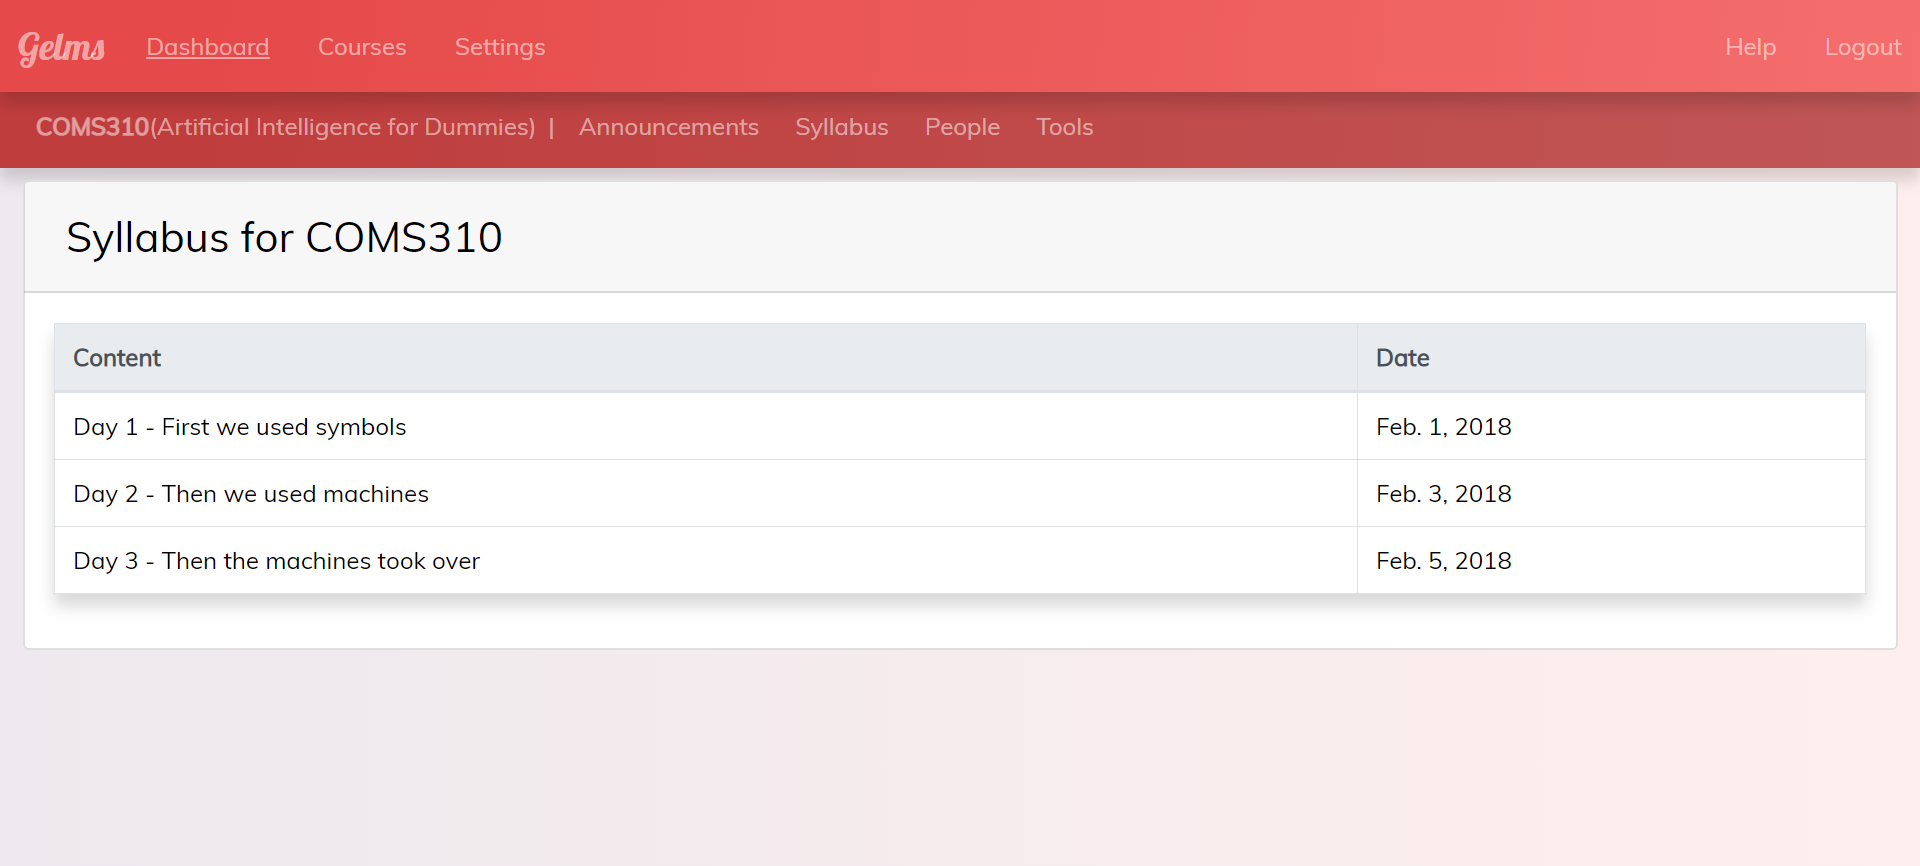 Gelms Dashboard Courses Settings Help Logout
COMS310(Artificial Intelligence for Dummies) | Announcements Syllabus People Tools
Syllabus for COMS310
Content Date
Day 1 - First we used symbols Feb. 1, 2018
Day 2 - Then we used machines Feb. 3, 2018
Day 3 - Then the machines took over Feb. 5, 2018